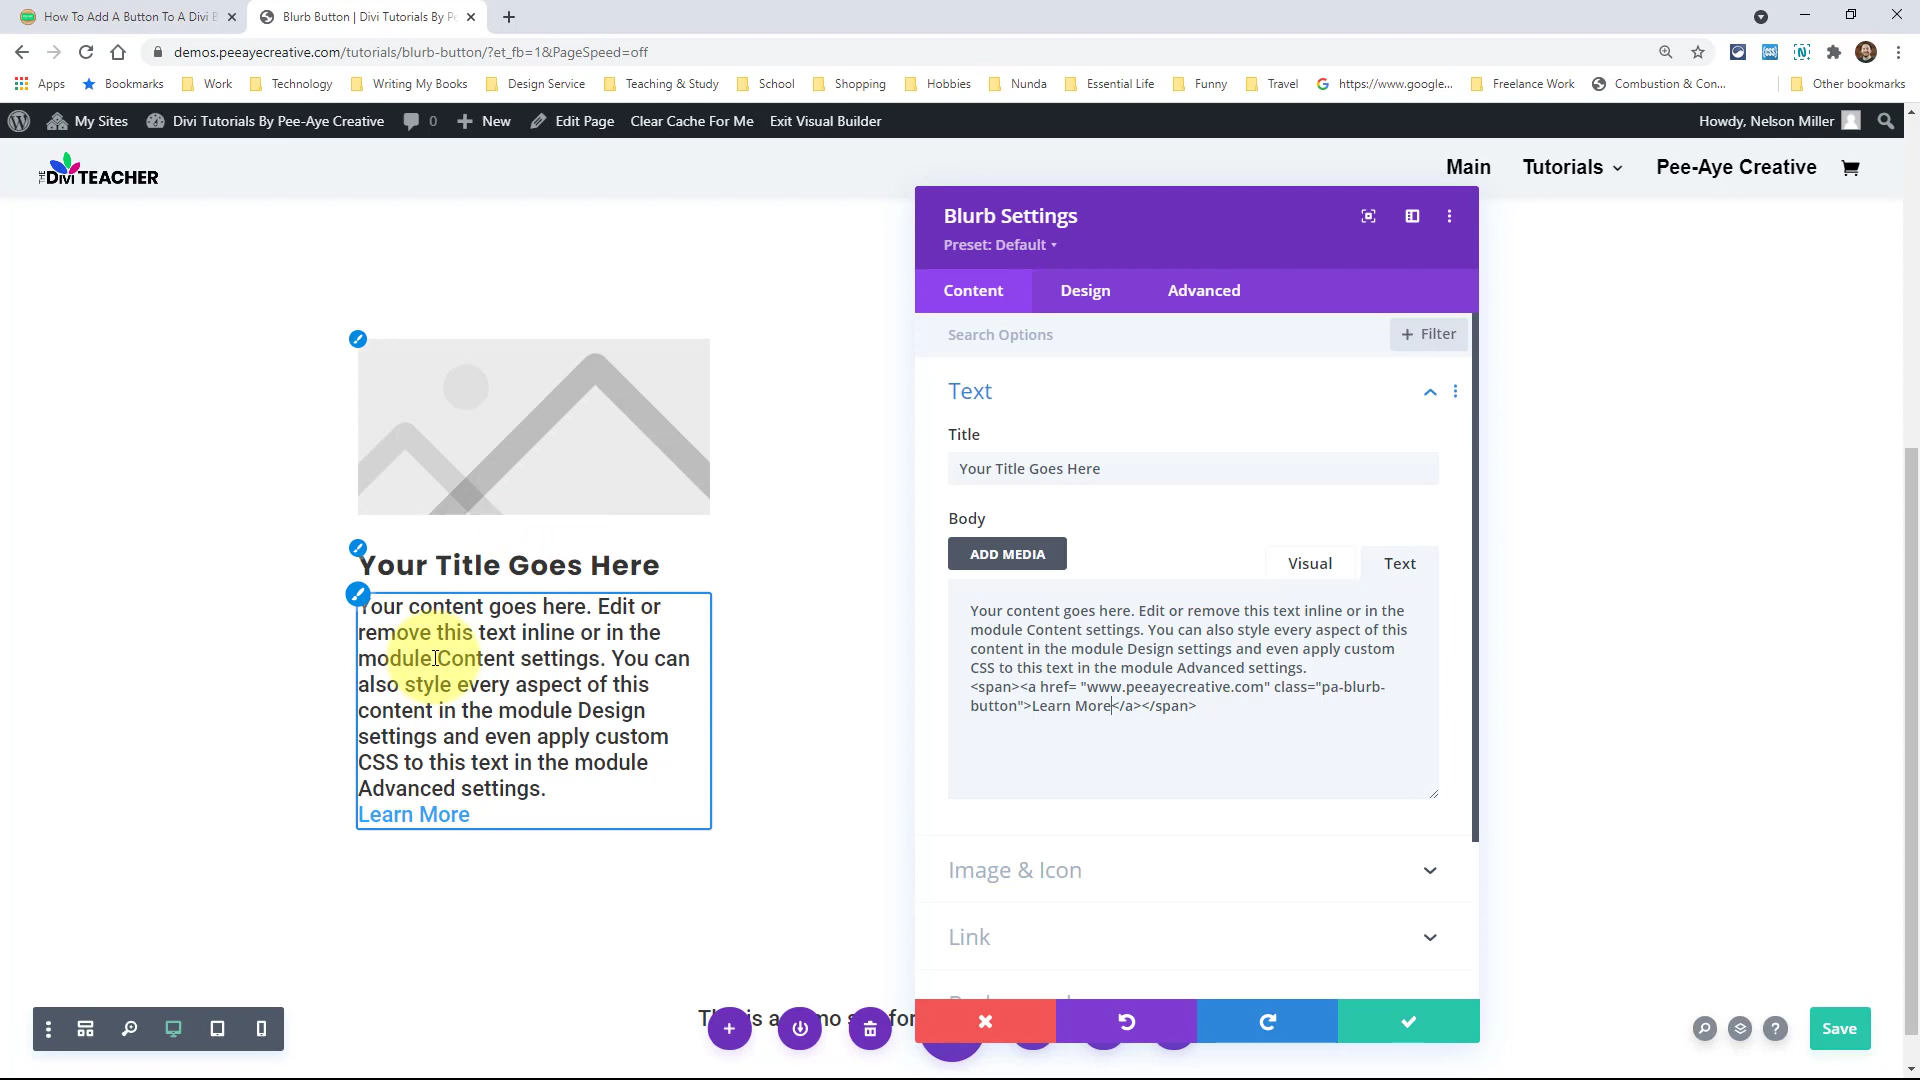 How To Add A Button To A Divi B
Blurb Button | Divi Tutorials By Pe
demos.peeayecreative.com/tutorials/blurb-button/?et_fb=1&PageSpeed=off
Apps
Bookmarks
Work
Technology
Writing My Books
Design Service
Teaching & Study
School
Shopping
Hobbies
Nunda
Essential Life
Funny
Travel
https://www.google...
Freelance Work
Combustion & Con...
Other bookmarks
My Sites
Divi Tutorials By Pee-Aye Creative
0
New
Edit Page
Clear Cache For Me
Exit Visual Builder
Howdy, Nelson Miller
THE DIVI TEACHER
Main
Tutorials
Pee-Aye Creative
Blurb Settings
Preset: Default
Content
Design
Advanced
Search Options
+ Filter
Text
Title
Your Title Goes Here
Body
ADD MEDIA
Visual
Text
Your content goes here. Edit or remove this text inline or in the
module Content settings. You can also style every aspect of this
content in the module Design settings and even apply custom
CSS to this text in the module Advanced settings.
<span><a href= "www.peeayecreative.com" class="pa-blurb-
button">Learn More</a></span>
Image & Icon
Link
Your Title Goes Here
Your content goes here. Edit or
remove this text inline or in the
module Content settings. You can
also style every aspect of this
content in the module Design
settings and even apply custom
CSS to this text in the module
Advanced settings.
Learn More
Save